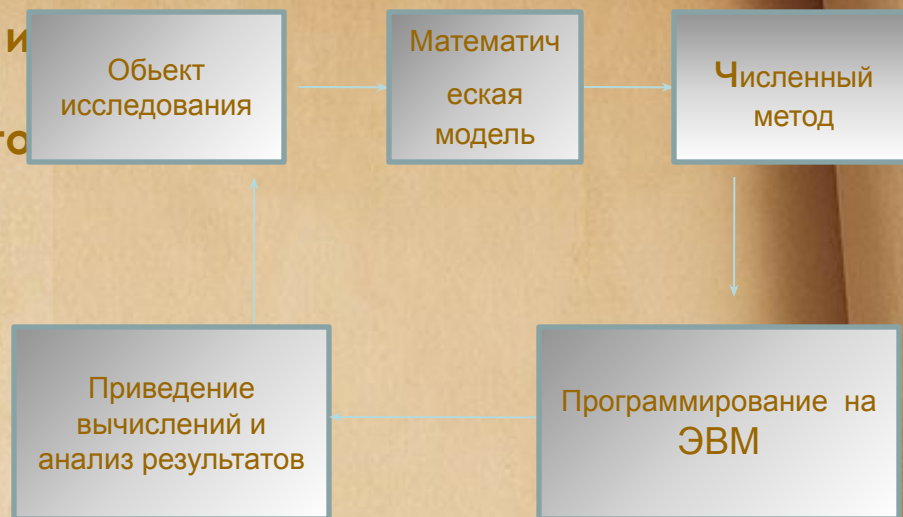 и
Обьект
исследования
Математич
еская
модель
Численный
метод
Приведение
вычислений и
анализ результатов
Программирование на
ЭВМ